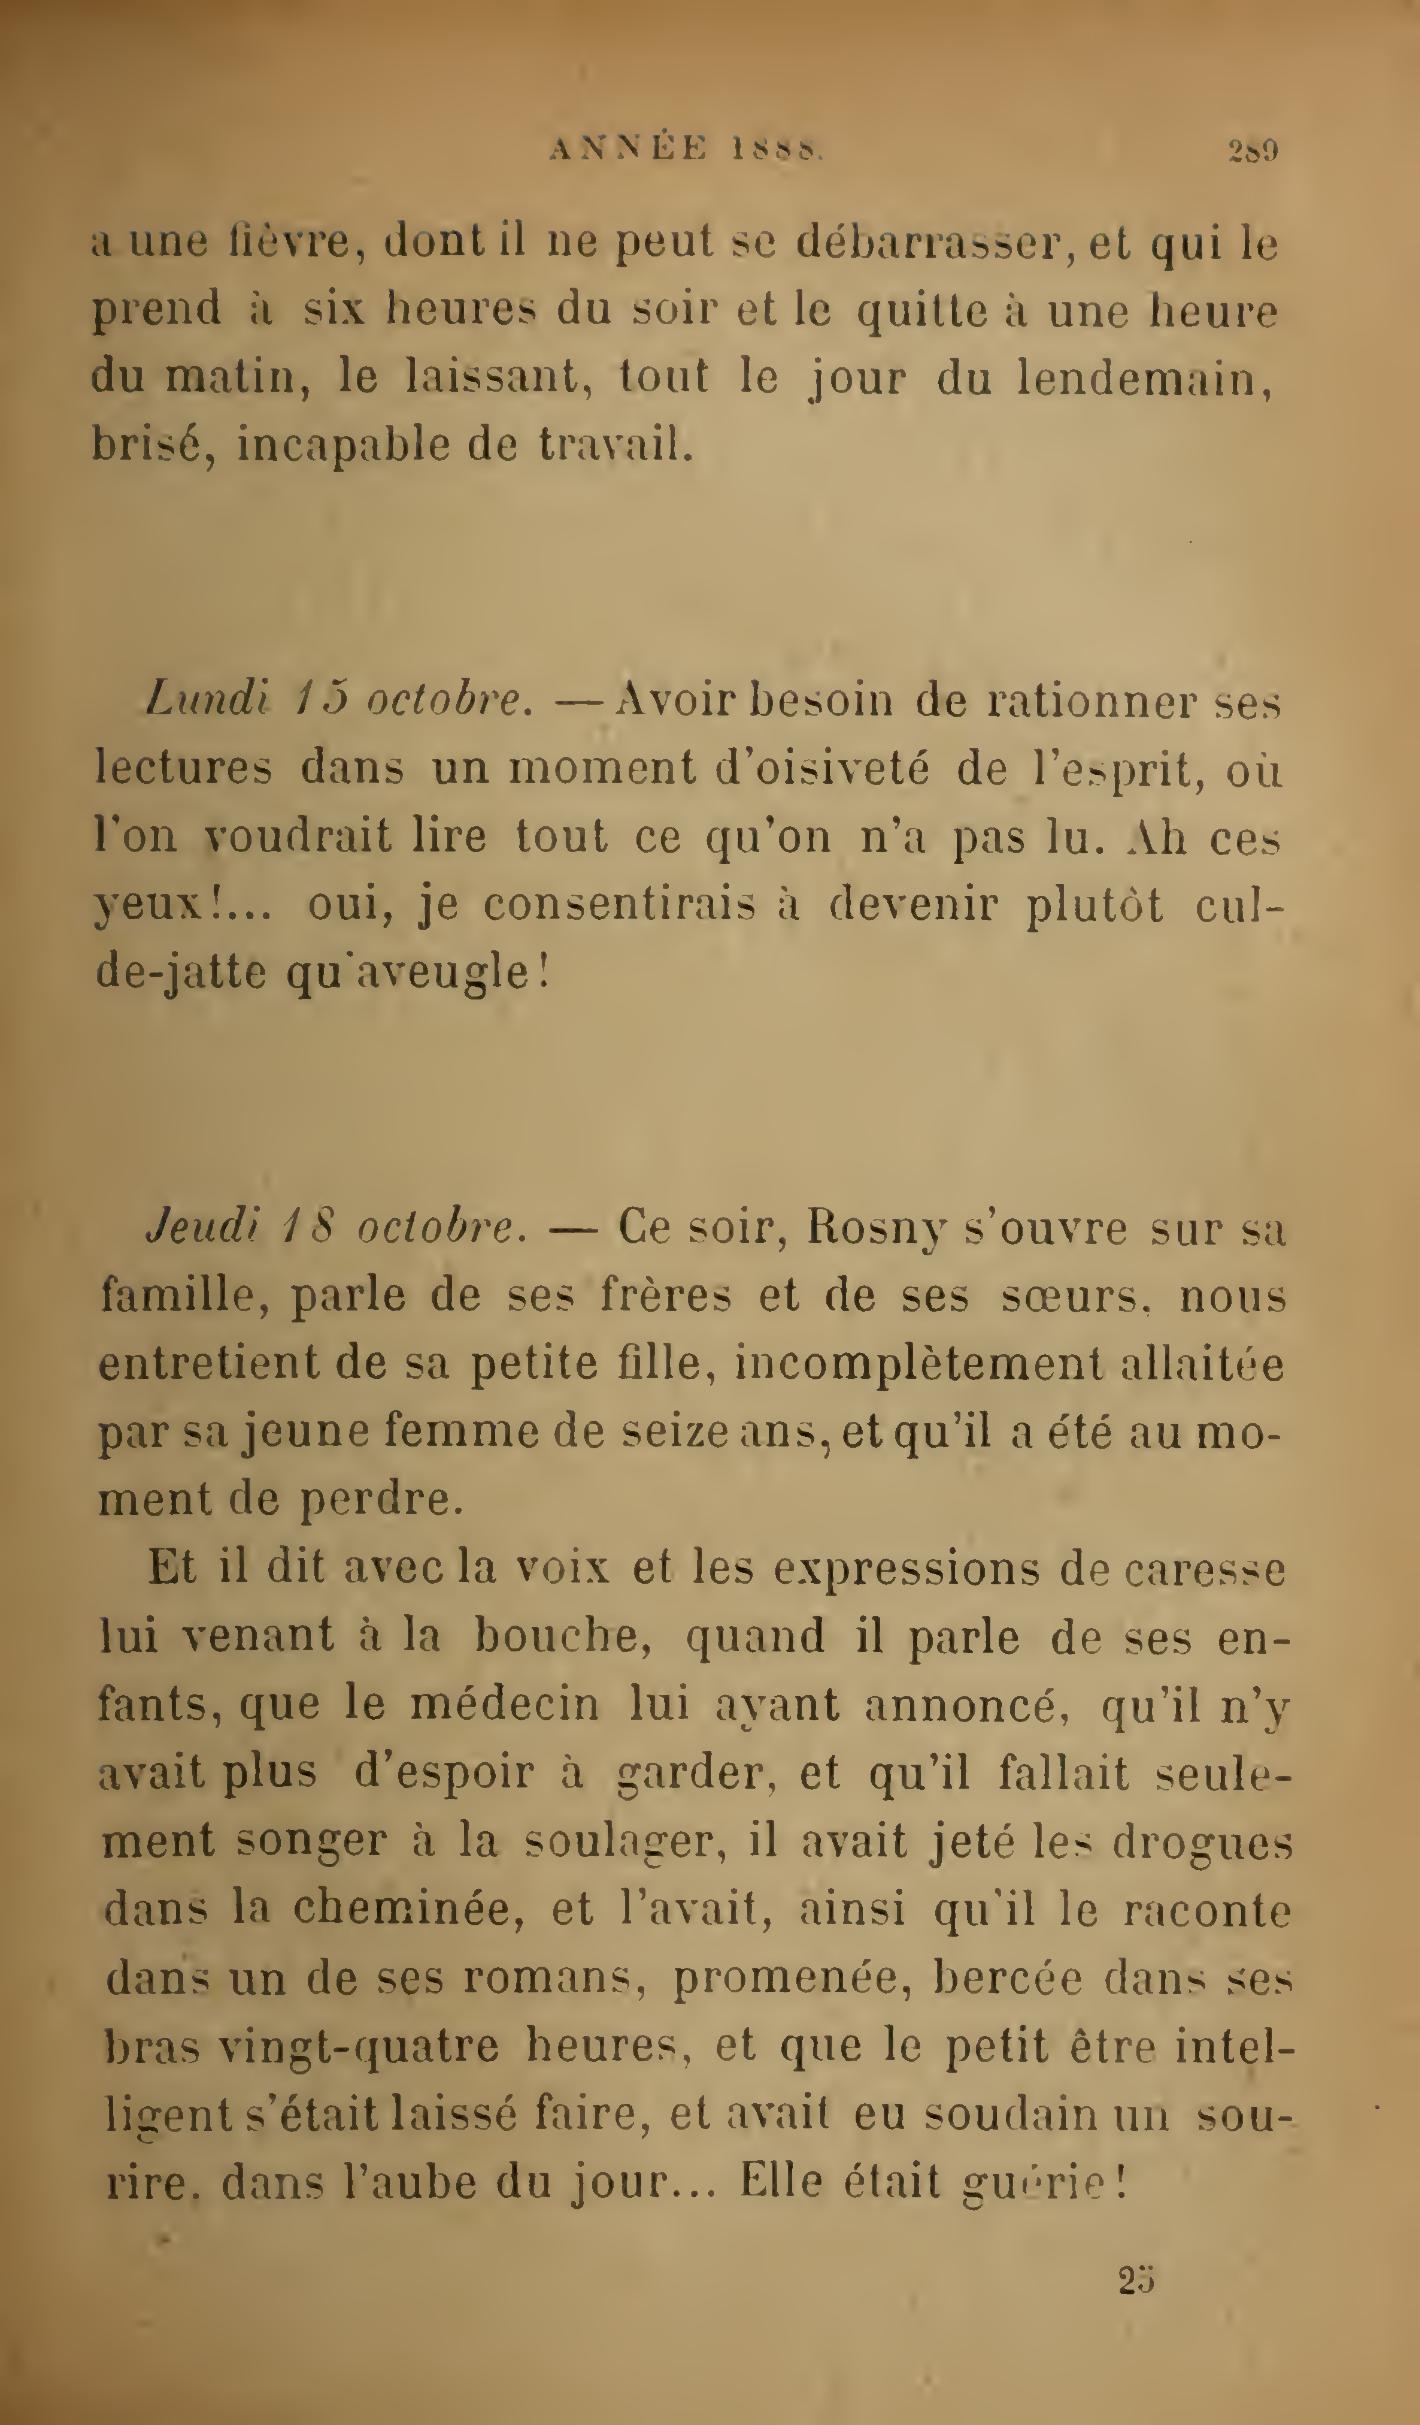 ANNÉE 1888. 289
a une fièvre, dont il ne peut se débarrasser, et qui le
prend à six heures du soir et le quitte à une heure
du matin, le laissant, tout le jour du lendemain,
brisé, incapable de travail.
Lundi 15 octobre. — Avoir besoin de rationner ses
lectures dans un moment d'oisiveté de l'esprit, où
l'on voudrait lire tout ce qu'on n'a pas lu. Ah ces
yeux!... oui, je consentirais à devenir plutôt cul-
de-jatte qu'aveugle!
Jeudi 18 octobre. — Ce soir, Rosny s'ouvre sur sa
famille, parle de ses frères et de ses sœurs, nous
entretient de sa petite fille, incomplètement allaitée
par sa jeune femme de seize ans, et qu'il a été au mo-
ment de perdre.
Et il dit avec la voix et les expressions de caresse
lui venant à la bouche, quand il parle de ses en-
fants, que le médecin lui ayant annoncé, qu'il n'y
avait plus d'espoir à garder, et qu'il fallait seule-
ment songer à la soulager, il avait jeté les drogues
dans la cheminée, et l'avait, ainsi qu'il le raconte
dans un de ses romans, promenée, bercée dans ses
bras vingt-quatre heures, et que le petit être intel-
ligent s'était laissé faire, et avait eu soudain un sou-
rire. dans l'aube du jour... Elle était guérie!
25